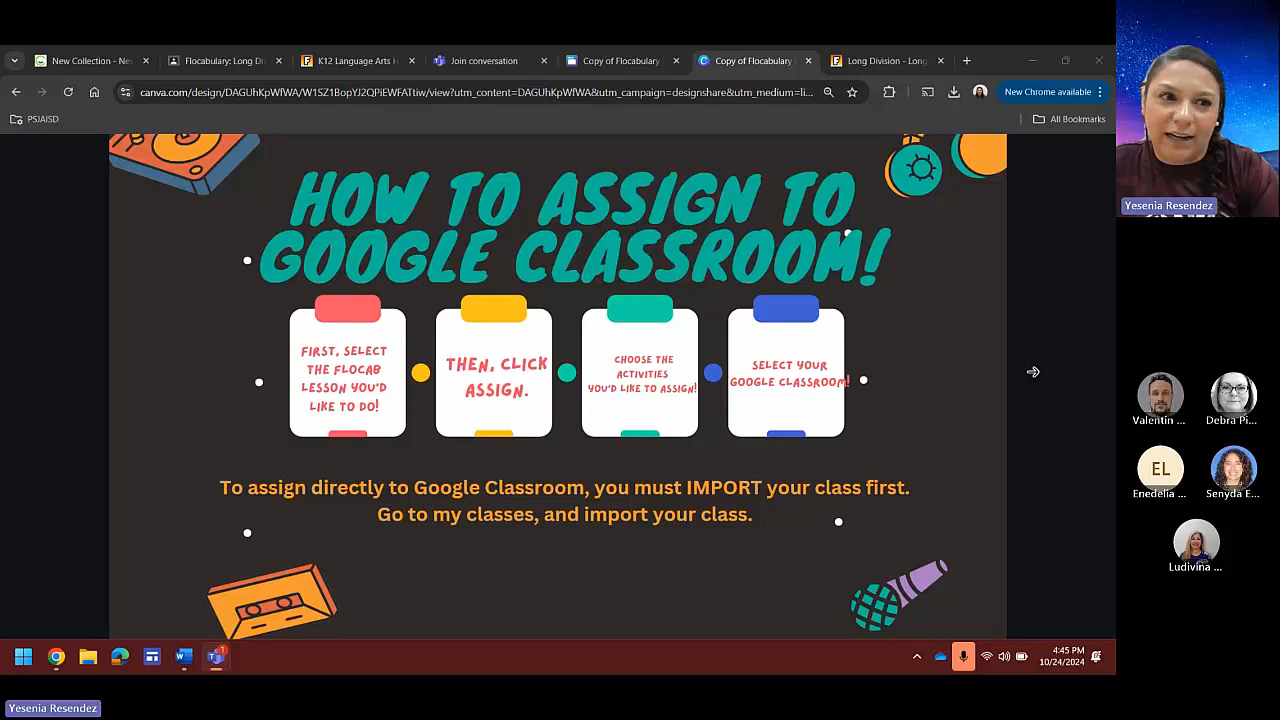 New Collection - Ne
Flocabulary: Long Di
K12 Language Arts
Join conversation
Copy of Flocabulary
Copy of Flocabulary
Long Division - Long
canva.com/design/DAGUhKpWfWA/W1SZ1BopYJ2QPiEWFATtiw/view?utm_content=DAGUhKpWfWA&utm_campaign=designshare&utm_medium=li...
New Chrome available
PSJAISD
All Bookmarks
Yesenia Resendez
HOW TO ASSIGN TO
GOOGLE CLASSROOM!
FIRST, SELECT
THE FLOCAB
LESSON YOU'D
LIKE TO DO!
THEN, CLICK
ASSIGN.
CHOOSE THE
ACTIVITIES
YOU'D LIKE TO ASSIGN!
SELECT YOUR
GOOGLE CLASSROOM!
To assign directly to Google Classroom, you must IMPORT your class first.
Go to my classes, and import your class.
Valentin ...
Debra Pi...
EL
Enedelia ...
Senyda E...
Ludivina ...
1
4:45 PM
10/24/2024
Yesenia Resendez